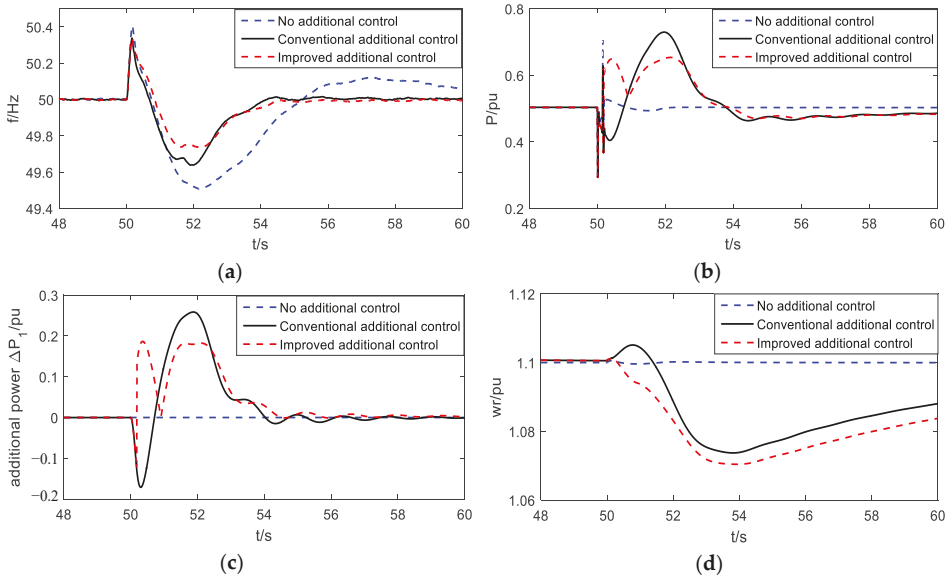 50.4
50.2
50
49.8
49.6
49.4
f/Hz
No additional control
Conventional additional control
Improved additional control
48 50 52 54 56 58 60
t/s
(a)
0.8
0.6
0.4
0.2
P/pu
No additional control
Conventional additional control
Improved additional control
48 50 52 54 56 58 60
t/s
(b)
0.3
0.2
0.1
0
−0.1
−0.2
additional power ΔP1/pu
No additional control
Conventional additional control
Improved additional control
48 50 52 54 56 58 60
t/s
(c)
1.12
1.1
1.08
1.06
wr/pu
No additional control
Conventional additional control
Improved additional control
48 50 52 54 56 58 60
t/s
(d)